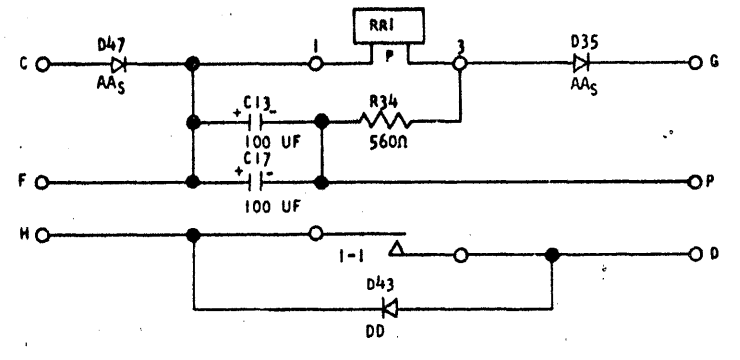 RR1
D47
1
P
3
D35
C
G
AAS
AAS
C13
R34
+ -
100 UF
560Ω
C17
+ -
F
P
100 UF
H
1-1
D
D43
DD